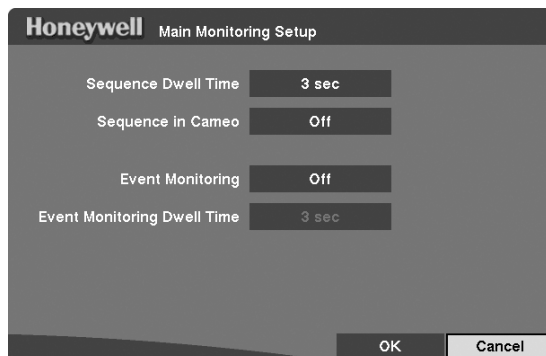 Honeywell Main Monitoring Setup
Sequence Dwell Time 3 sec
Sequence in Cameo Off
Event Monitoring Off
Event Monitoring Dwell Time 3 sec
OK Cancel